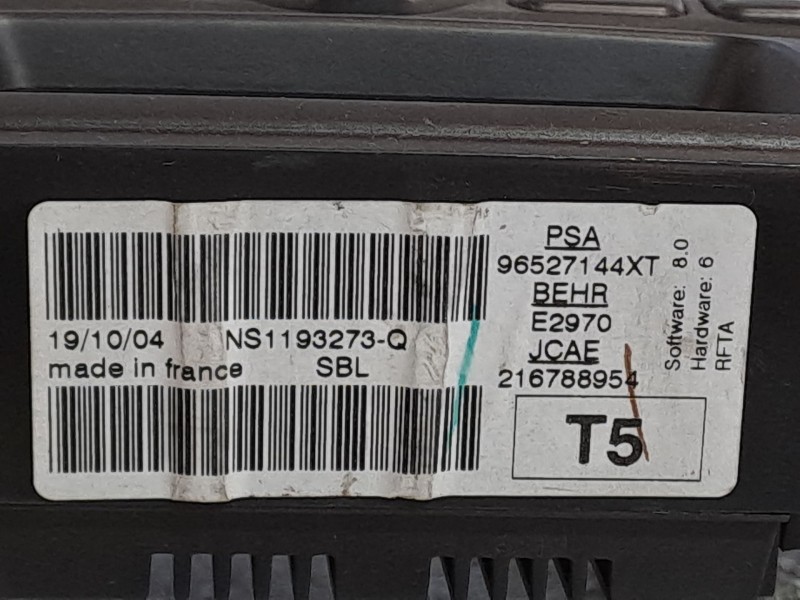 19/10/04 NS1193273-Q
made in france SBL
PSA
96527144XT
BEHR
E2970
JCAE
216788954
T5
Software: 8.0
Hardware: 6
RFTA